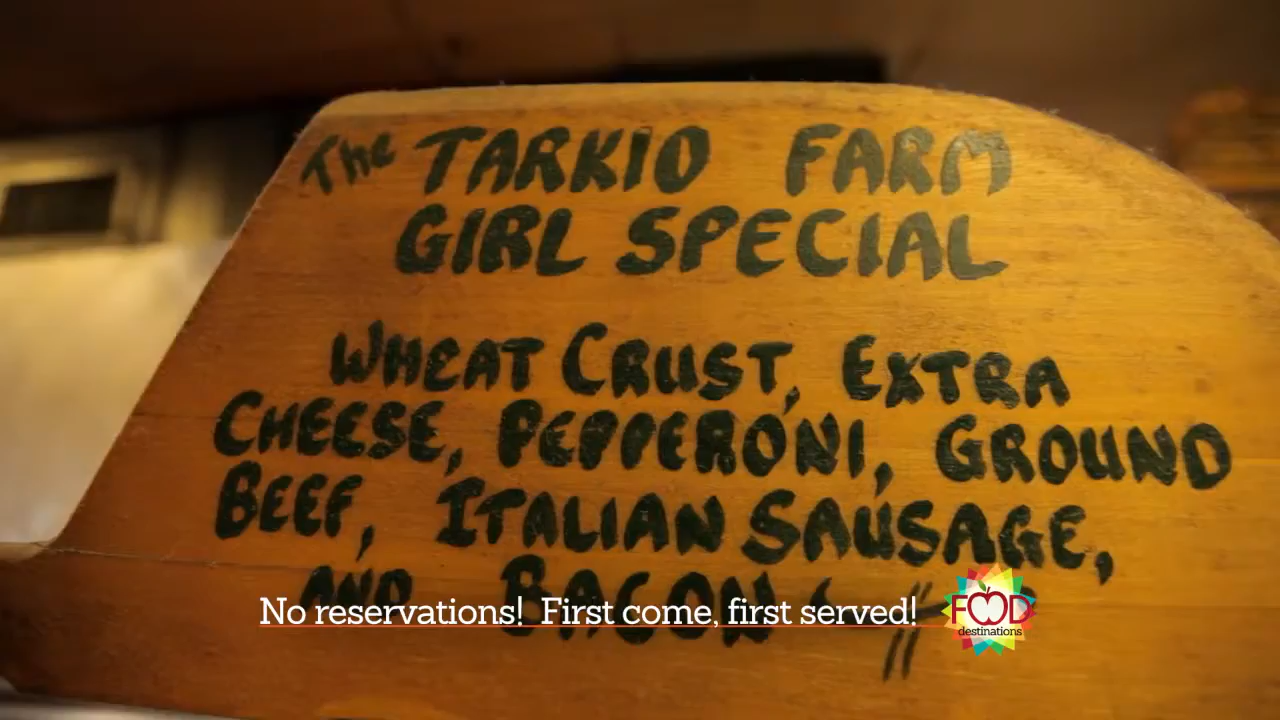 The TARKIO FARM
GIRL SPECIAL
WHEAT CRUST, EXTRA
CHEESE, PEPPERONI, GROUND
BEEF, ITALIAN SAUSAGE,
AND BACON
No reservations! First come, first served!
FOOD
destinations